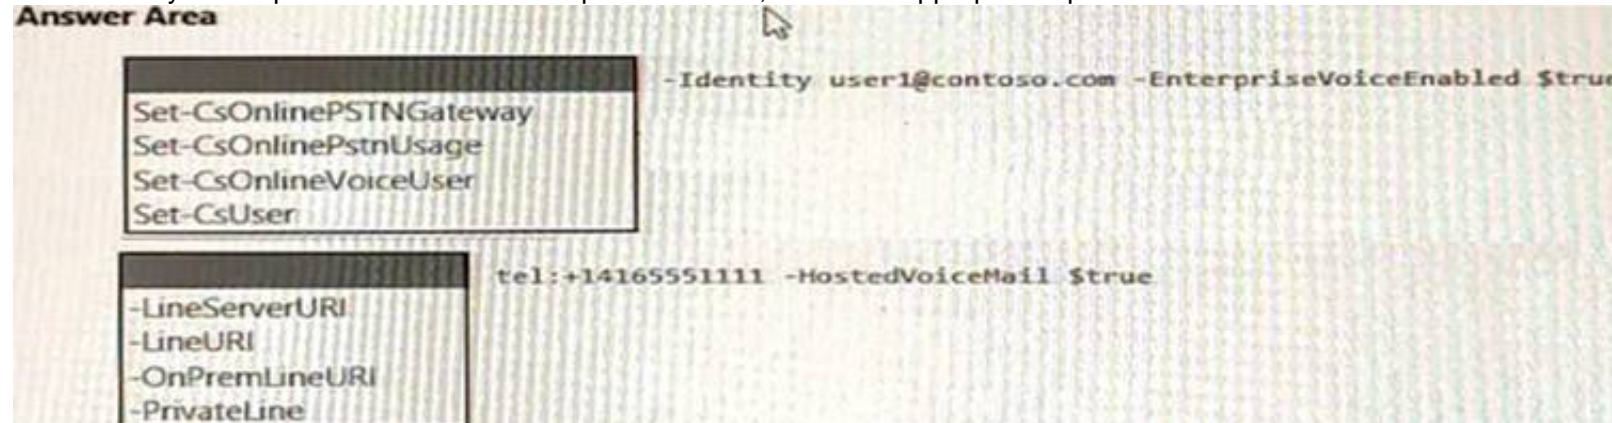 Answer Area
-Identity user1@contoso.com -EnterpriseVoiceEnabled $true
Set-CsOnlinePSTNGateway
Set-CsOnlinePstnUsage
Set-CsOnlineVoiceUser
Set-CsUser
tel:+14165551111 -HostedVoiceMail $true
-LineServerURI
-LineURI
-OnPremLineURI
-PrivateLine